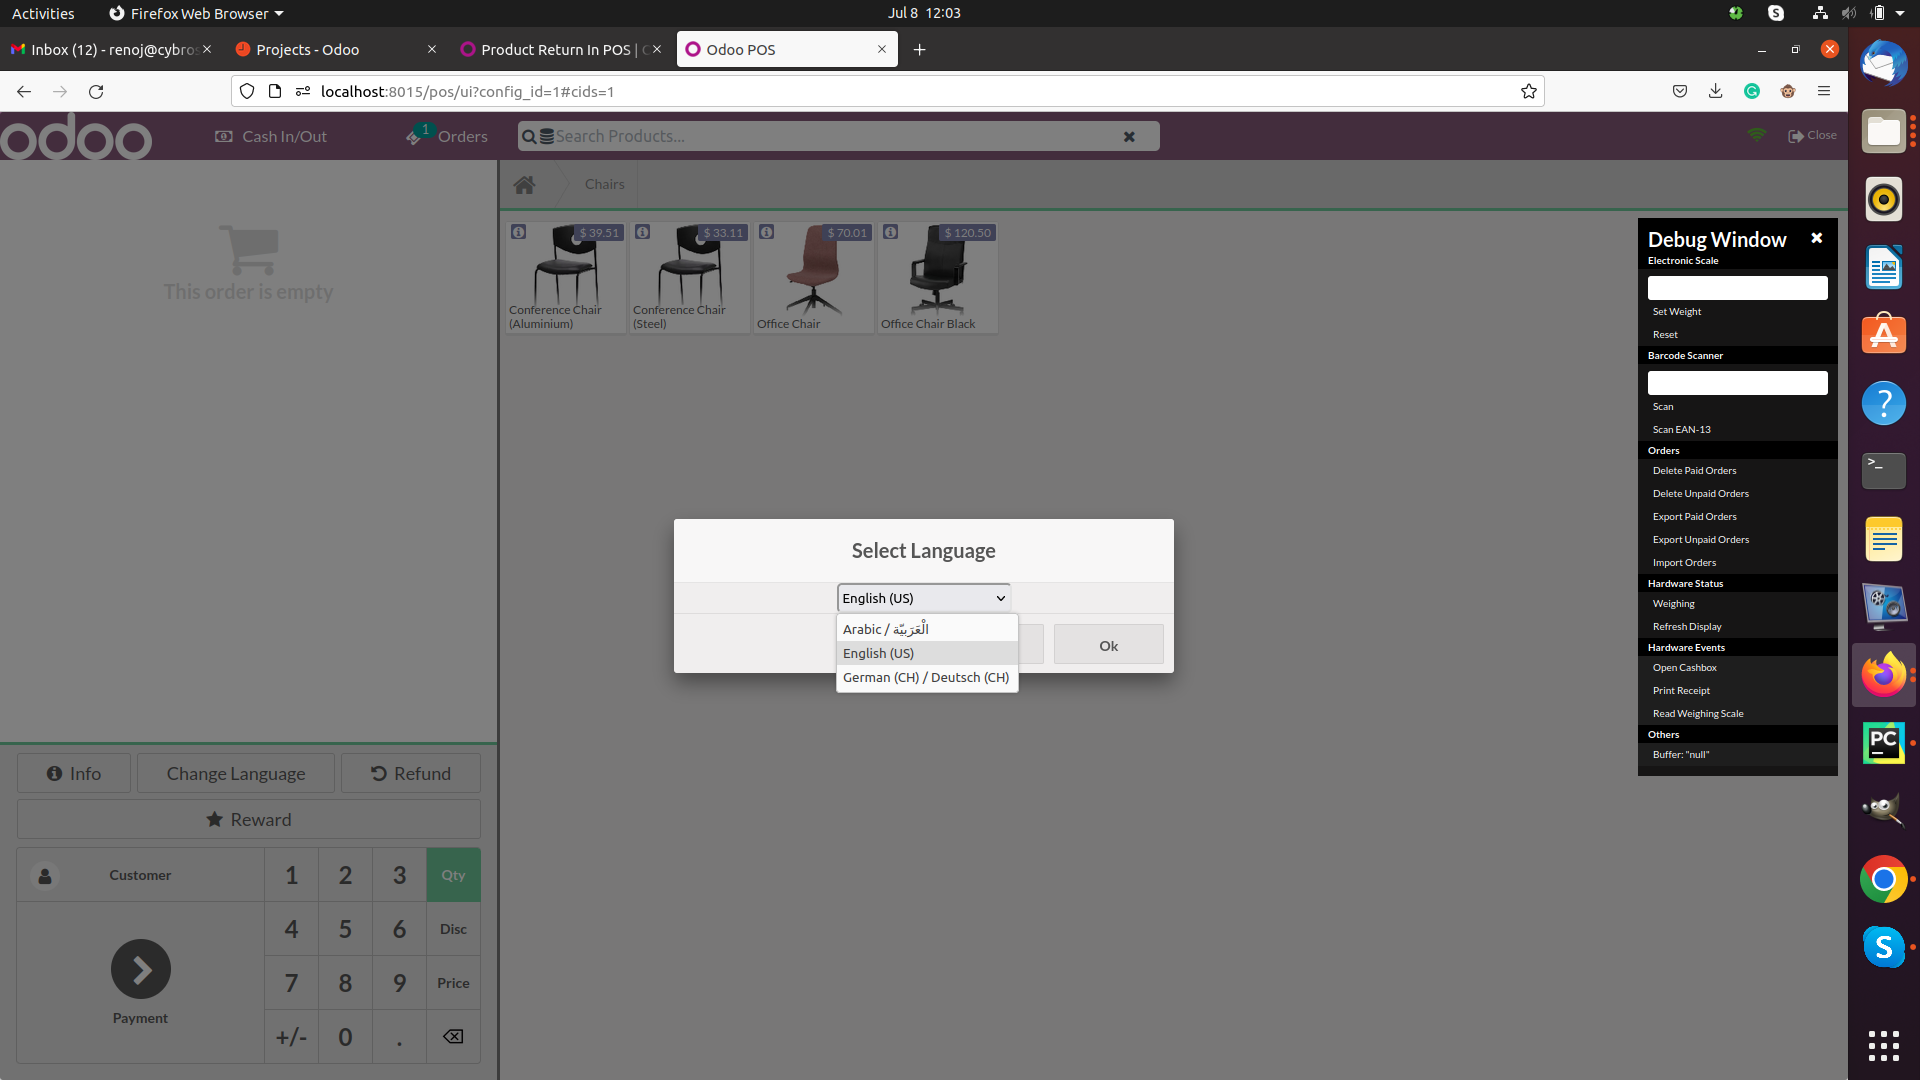 Activities
Firefox Web Browser
Jul 8 12:03
Inbox (12) - renoj@cybros
Projects - Odoo
Product Return In POS |
Odoo POS
localhost:8015/pos/ui?config_id=1#cids=1
odoo
Cash In/Out
1
Orders
Search Products...
Close
Chairs
This order is empty
$ 39.51
Conference Chair
(Aluminium)
$ 33.11
Conference Chair
(Steel)
$ 70.01
Office Chair
$ 120.50
Office Chair Black
Debug Window
Electronic Scale
Set Weight
Reset
Barcode Scanner
Scan
Scan EAN-13
Orders
Delete Paid Orders
Delete Unpaid Orders
Export Paid Orders
Export Unpaid Orders
Import Orders
Hardware Status
Weighing
Refresh Display
Hardware Events
Open Cashbox
Print Receipt
Read Weighing Scale
Others
Buffer: "null"
Select Language
English (US)
Arabic / الْعَرَبيّة
English (US)
German (CH) / Deutsch (CH)
Ok
Info
Change Language
Refund
Reward
Customer
1
2
3
Qty
4
5
6
Disc
Payment
7
8
9
Price
+/-
0
.